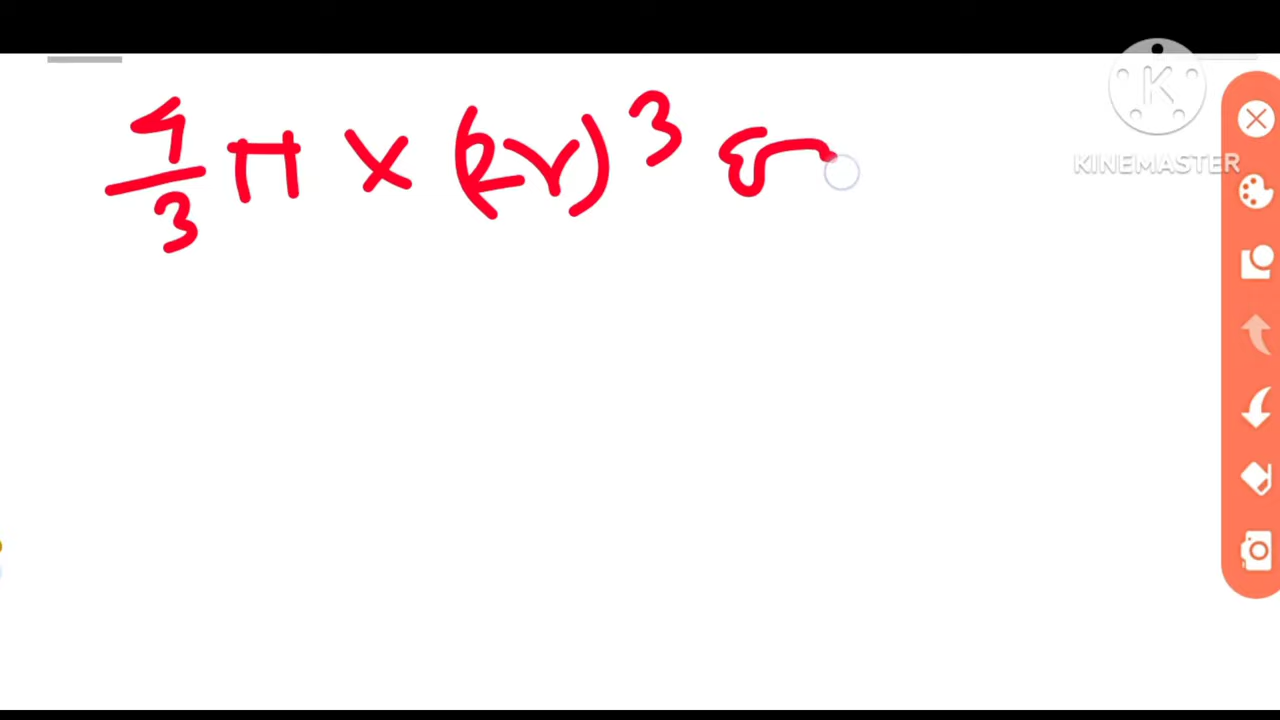 4/3 π × (2r)³
KINEMASTER